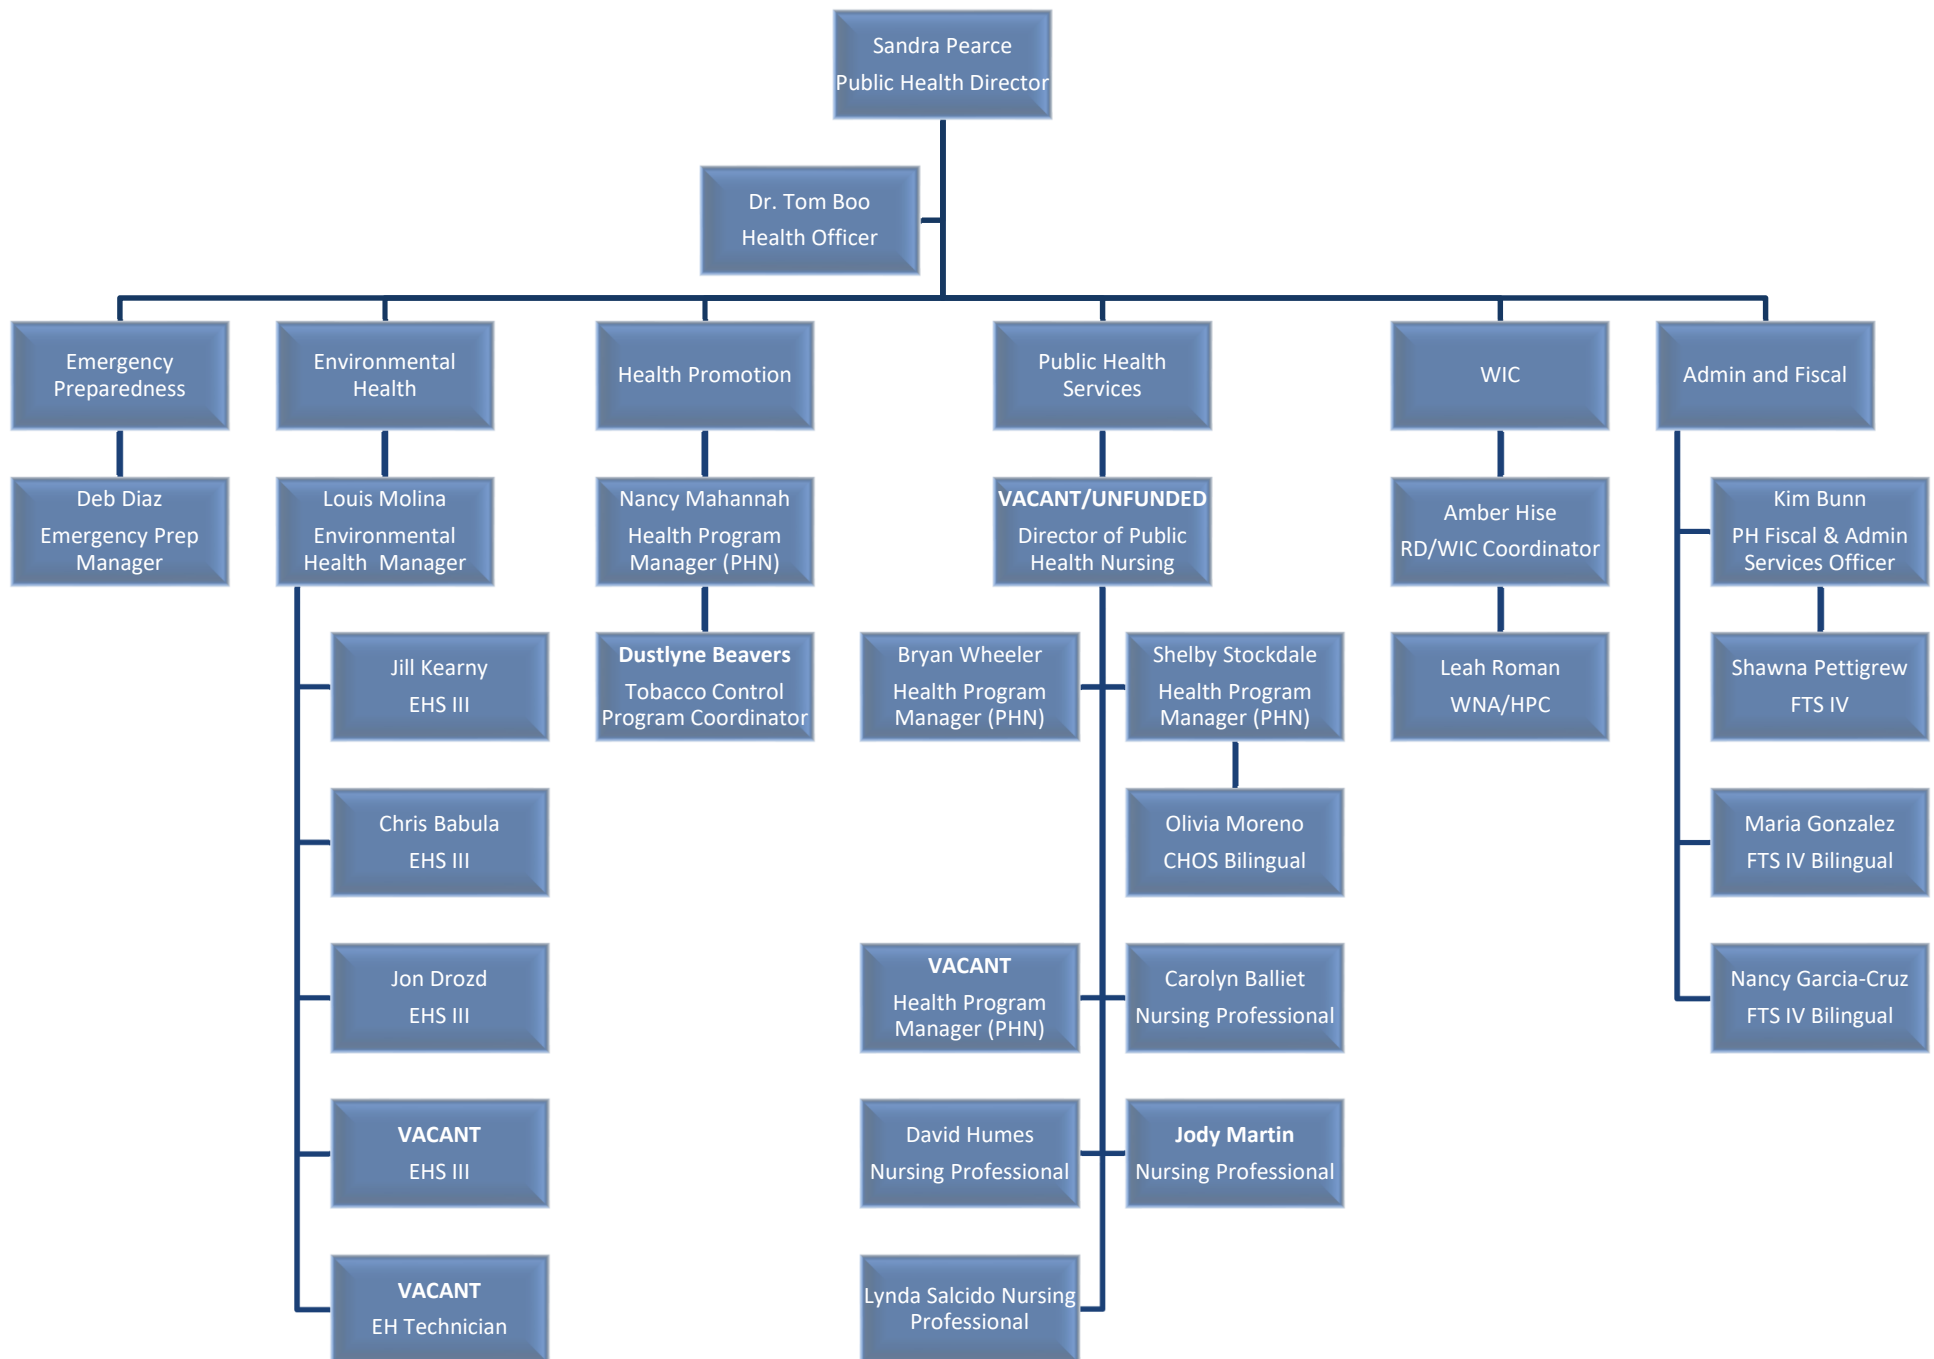 Sandra Pearce
Public Health Director
Dr. Tom Boo
Health Officer
Emergency
Preparedness
Environmental
Health
Health Promotion
Public Health
Services
WIC
Admin and Fiscal
Deb Diaz
Emergency Prep
Manager
Louis Molina
Environmental
Health Manager
Nancy Mahannah
Health Program
Manager (PHN)
VACANT/UNFUNDED
Director of Public
Health Nursing
Amber Hise
RD/WIC Coordinator
Kim Bunn
PH Fiscal & Admin
Services Officer
Jill Kearny
EHS III
Dustlyne Beavers
Tobacco Control
Program Coordinator
Bryan Wheeler
Health Program
Manager (PHN)
Shelby Stockdale
Health Program
Manager (PHN)
Leah Roman
WNA/HPC
Shawna Pettigrew
FTS IV
Chris Babula
EHS III
Olivia Moreno
CHOS Bilingual
Maria Gonzalez
FTS IV Bilingual
Jon Drozd
EHS III
VACANT
Health Program
Manager (PHN)
Carolyn Balliet
Nursing Professional
Nancy Garcia-Cruz
FTS IV Bilingual
VACANT
EHS III
David Humes
Nursing Professional
Jody Martin
Nursing Professional
VACANT
EH Technician
Lynda Salcido Nursing
Professional